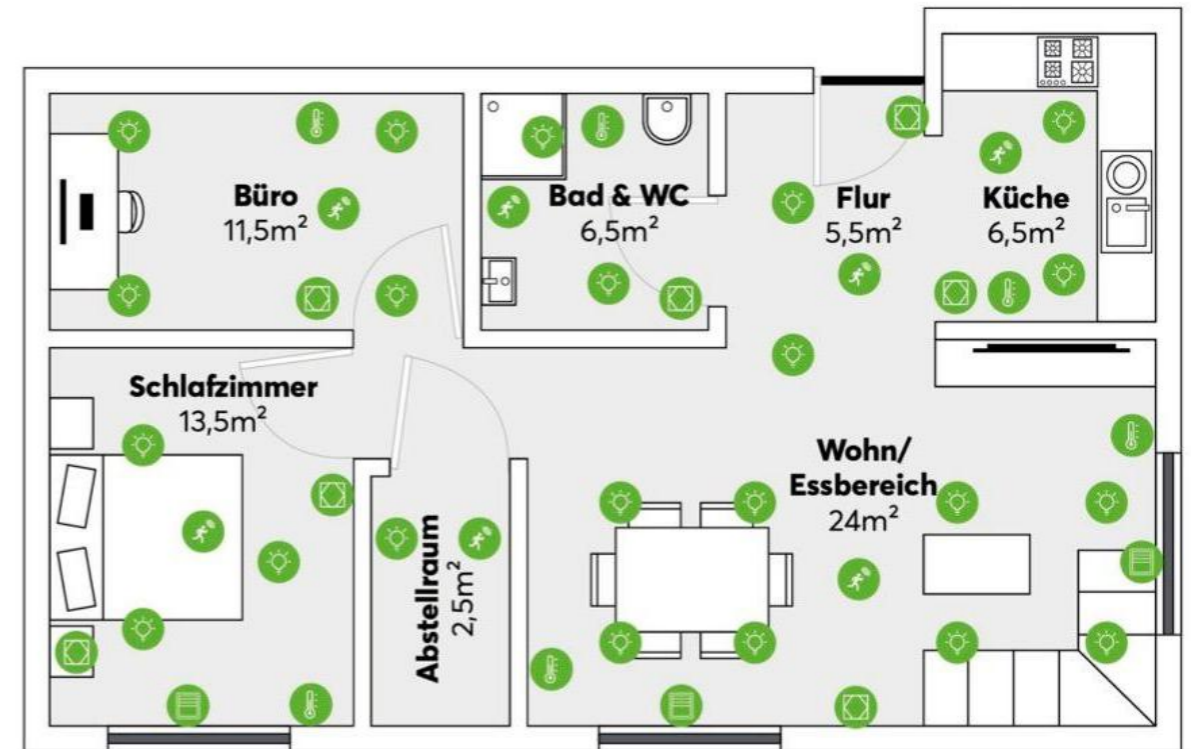 Büro
11,5m²
Bad & WC
6,5m²
Flur
5,5m²
Küche
6,5m²
Schlafzimmer
13,5m²
Abstellraum
2,5m²
Wohn/
Essbereich
24m²